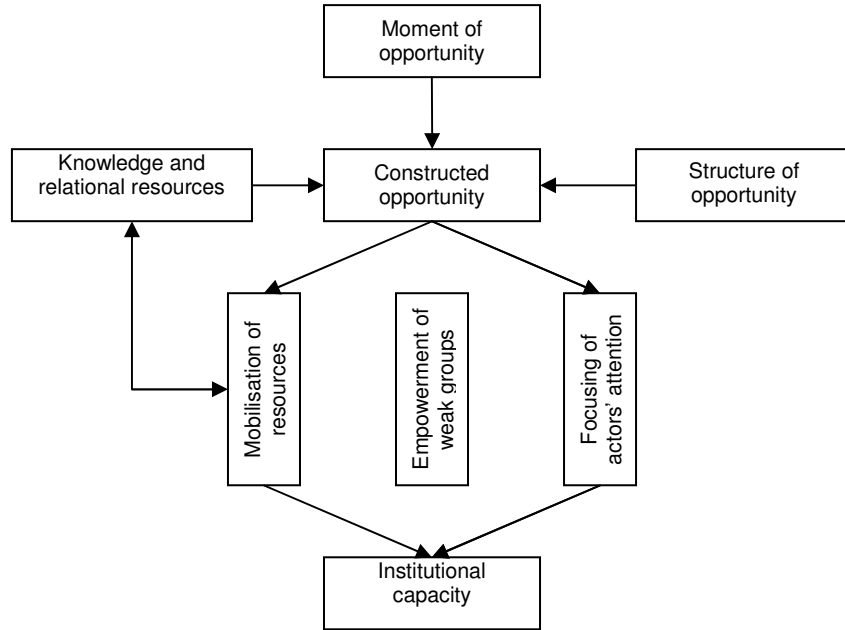 Moment of
opportunity
Knowledge and
relational resources
Constructed
opportunity
Structure of
opportunity
Mobilisation of
resources
Empowerment of
weak groups
Focusing of
actors' attention
Institutional
capacity